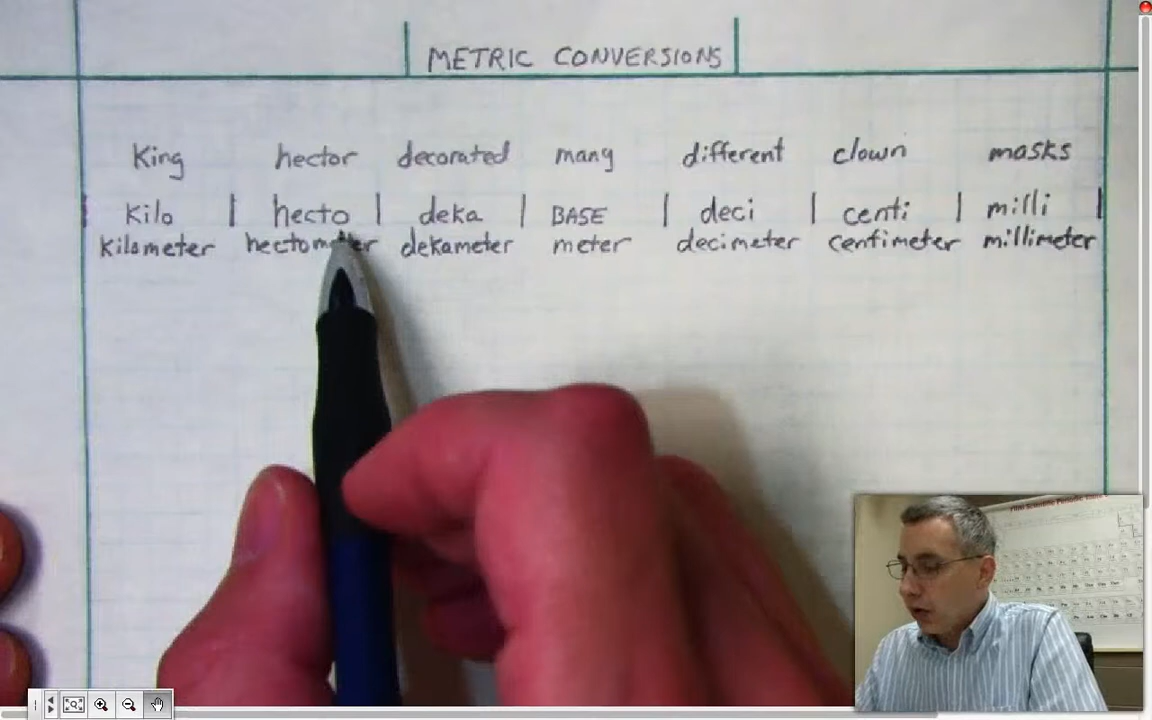 METRIC CONVERSIONS
King hector decorated many different clown masks
Kilo | hecto | deka | BASE | deci | centi | milli |
kilometer dekameter meter decimeter centimeter millimeter